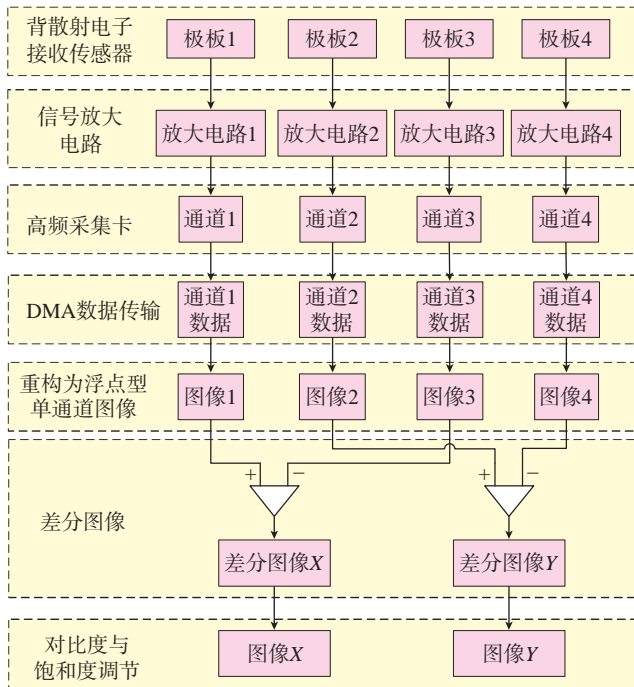 背散射电子
接收传感器
极板1
极板2
极板3
极板4
信号放大
电路
放大电路1
放大电路2
放大电路3
放大电路4
高频采集卡
通道1
通道2
通道3
通道4
DMA数据传输
通道1
数据
通道2
数据
通道3
数据
通道4
数据
重构为浮点型
单通道图像
图像1
图像2
图像3
图像4
差分图像
+
−
+
−
差分图像X
差分图像Y
对比度与
饱和度调节
图像X
图像Y